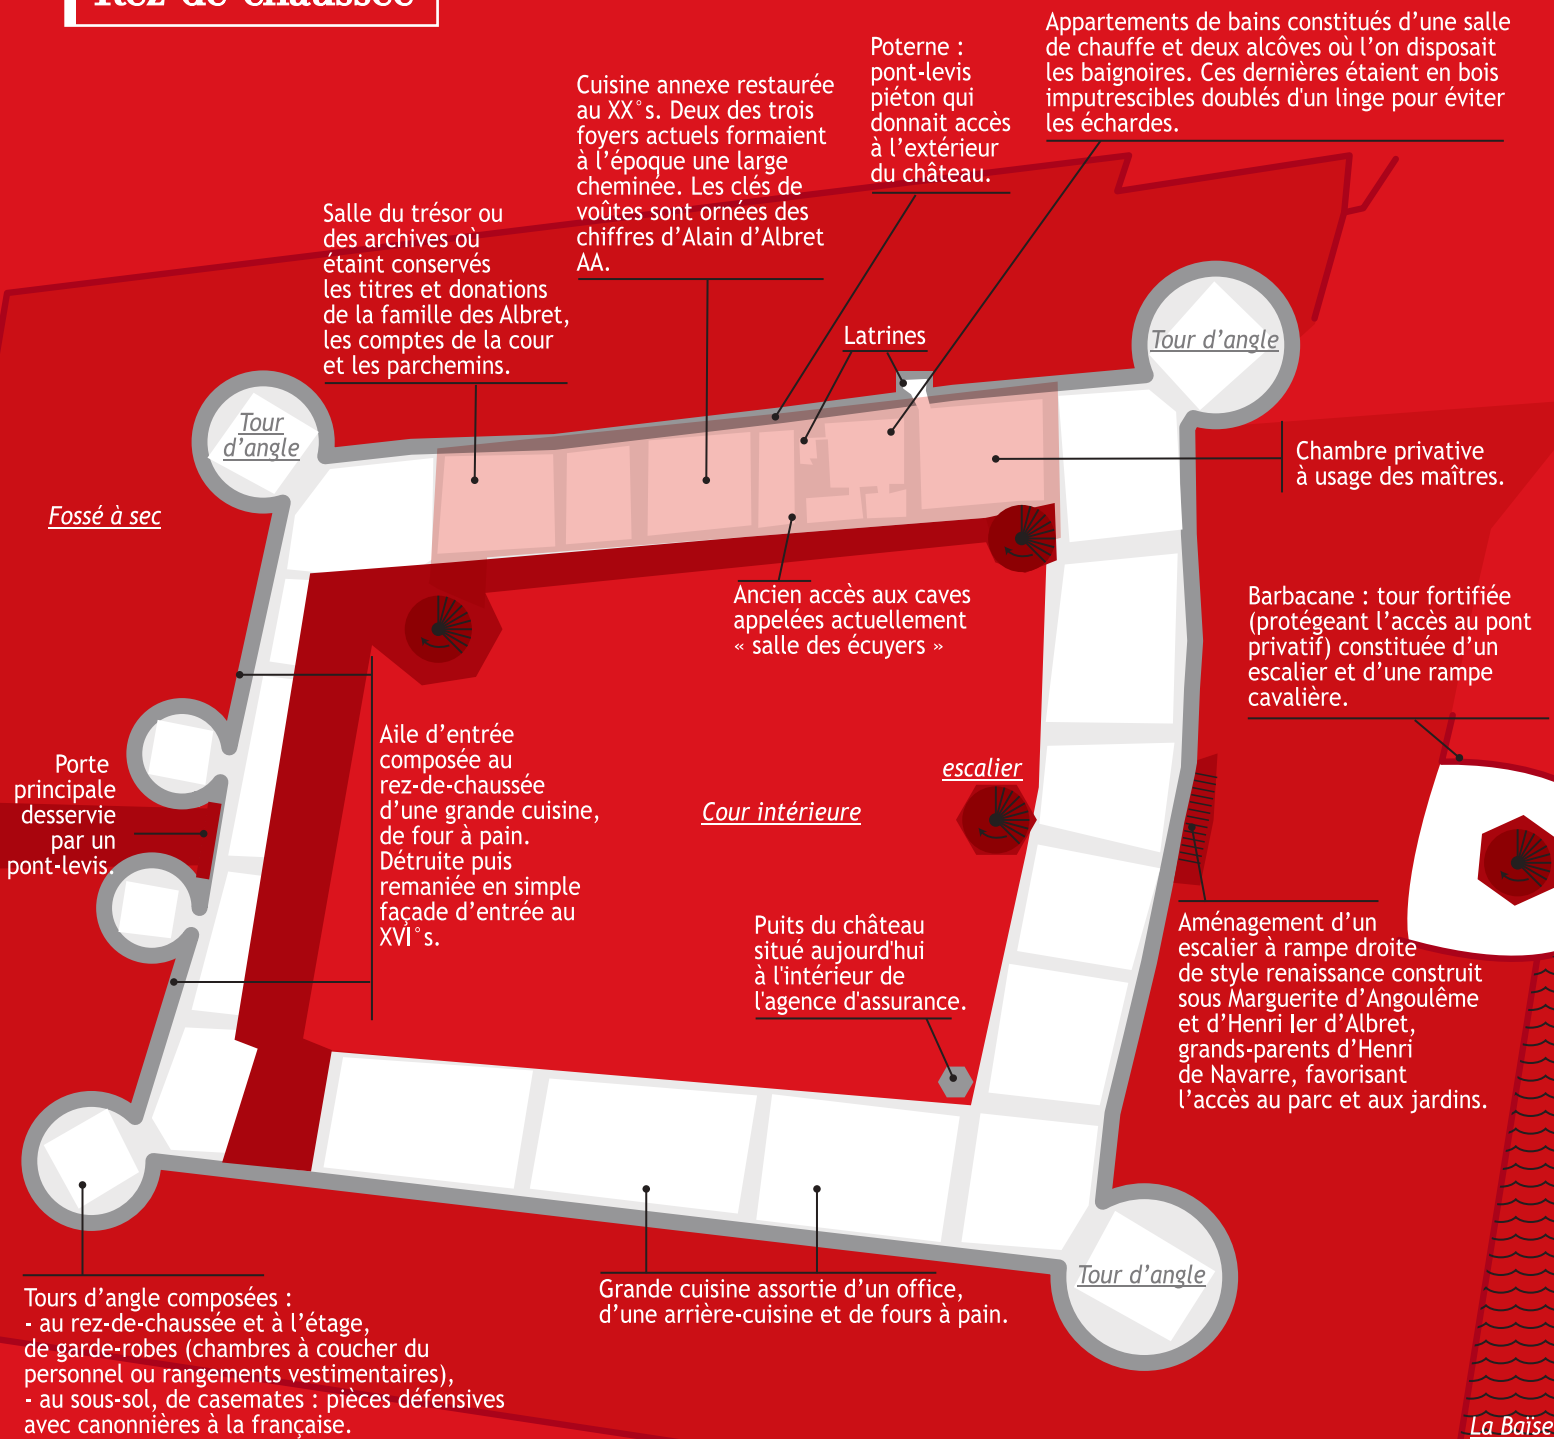 Rez-de-chaussée
Appartements de bains constitués d’une salle
de chauffe et deux alcôves où l’on disposait
les baignoires. Ces dernières étaient en bois
imputrescibles doublés d'un linge pour éviter
les échardes.
Poterne :
pont-levis
piéton qui
donnait accès
à l’extérieur
du château.
Cuisine annexe restaurée
au XX°s. Deux des trois
foyers actuels formaient
à l’époque une large
cheminée. Les clés de
voûtes sont ornées des
chiffres d’Alain d’Albret
AA.
Salle du trésor ou
des archives où
étaint conservés
les titres et donations
de la famille des Albret,
les comptes de la cour
et les parchemins.
Latrines
Tour d’angle
Tour
d’angle
Chambre privative
à usage des maîtres.
Fossé à sec
Ancien accès aux caves
appelées actuellement
« salle des écuyers »
Barbacane : tour fortifiée
(protégeant l’accès au pont
privatif) constituée d’un
escalier et d’une rampe
cavalière.
Aile d’entrée
composée au
rez-de-chaussée
d’une grande cuisine,
de four à pain.
Détruite puis
remaniée en simple
façade d’entrée au
XVI°s.
Porte
principale
desservie
par un
pont-levis.
escalier
Cour intérieure
Puits du château
situé aujourd'hui
à l'intérieur de
l'agence d'assurance.
Aménagement d’un
escalier à rampe droite
de style renaissance construit
sous Marguerite d’Angoulême
et d’Henri Ier d’Albret,
grands-parents d’Henri
de Navarre, favorisant
l’accès au parc et aux jardins.
Tour d’angle
Grande cuisine assortie d’un office,
d’une arrière-cuisine et de fours à pain.
Tours d’angle composées :
- au rez-de-chaussée et à l’étage,
de garde-robes (chambres à coucher du
personnel ou rangements vestimentaires),
- au sous-sol, de casemates : pièces défensives
avec canonnières à la française.
La Baïse